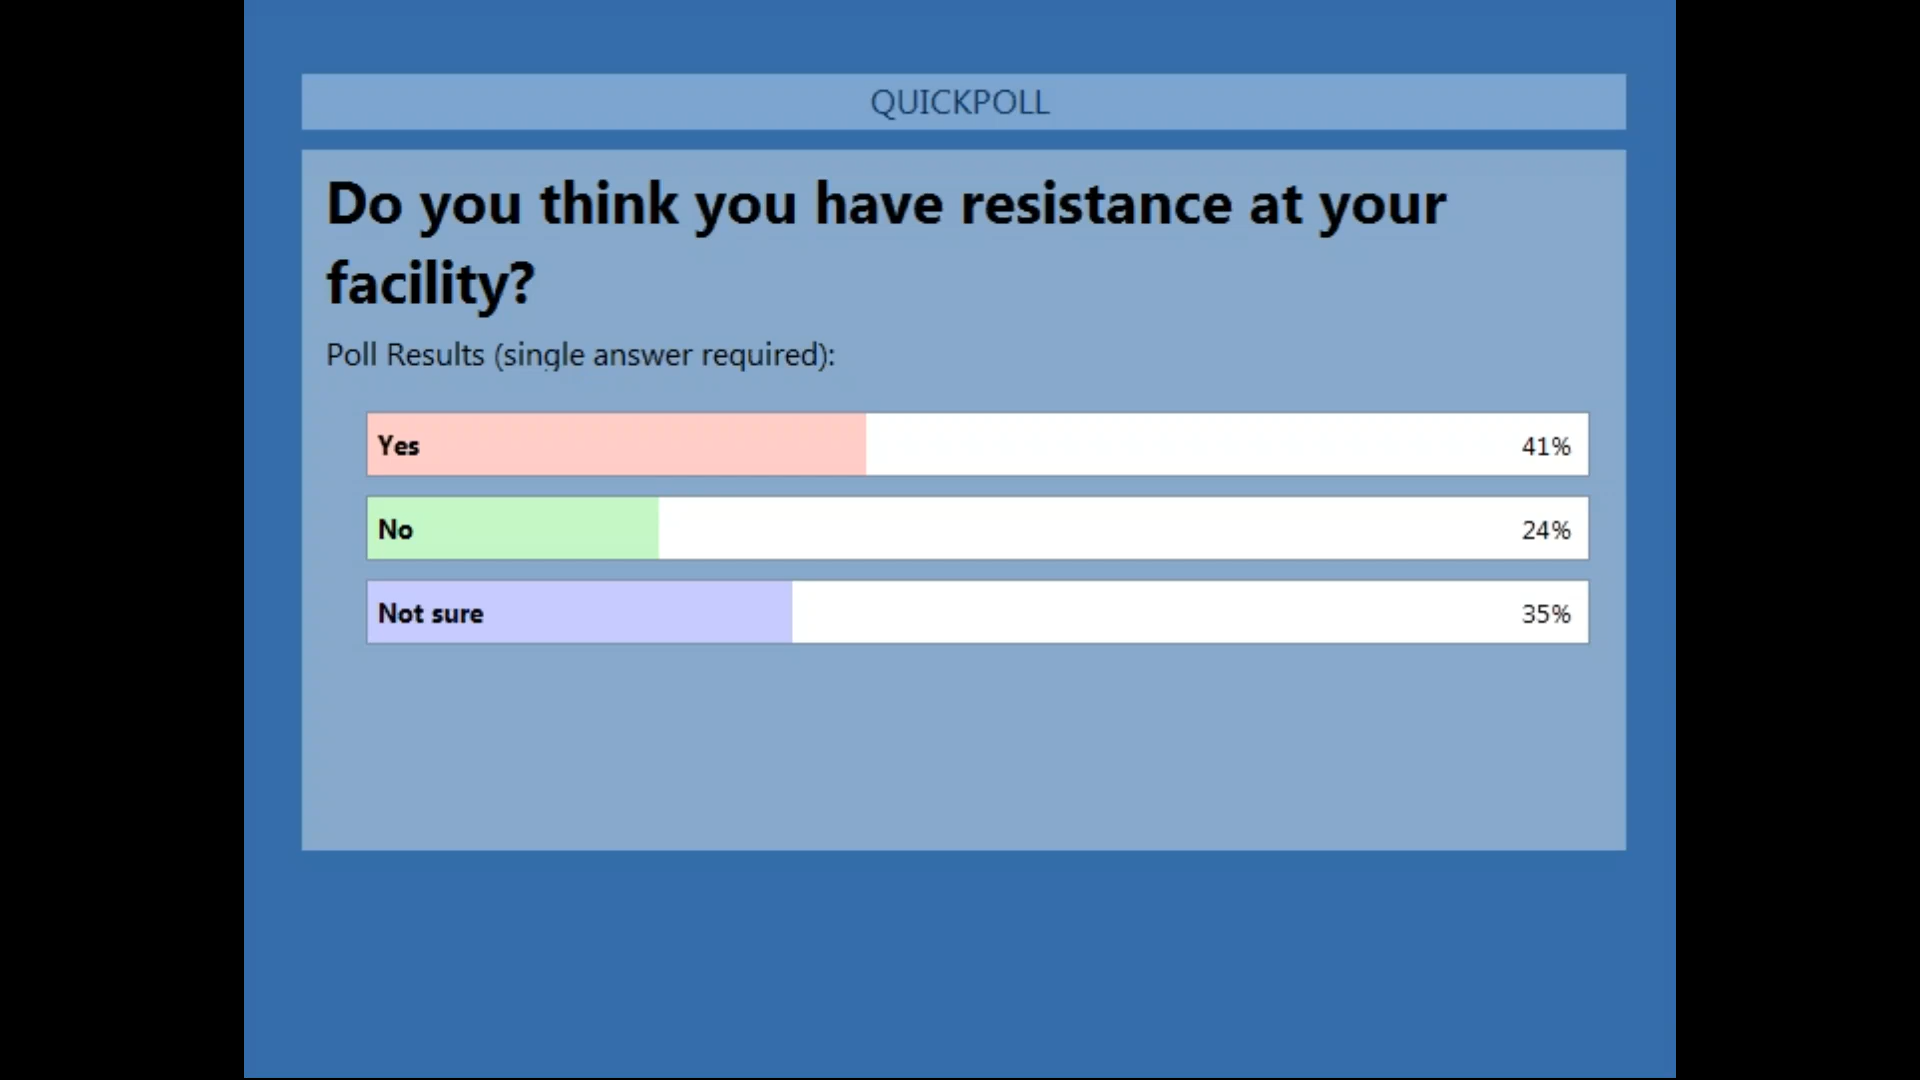 QUICKPOLL
Do you think you have resistance at your
facility?
Poll Results (single answer required):
Yes 41%
No 24%
Not sure 35%